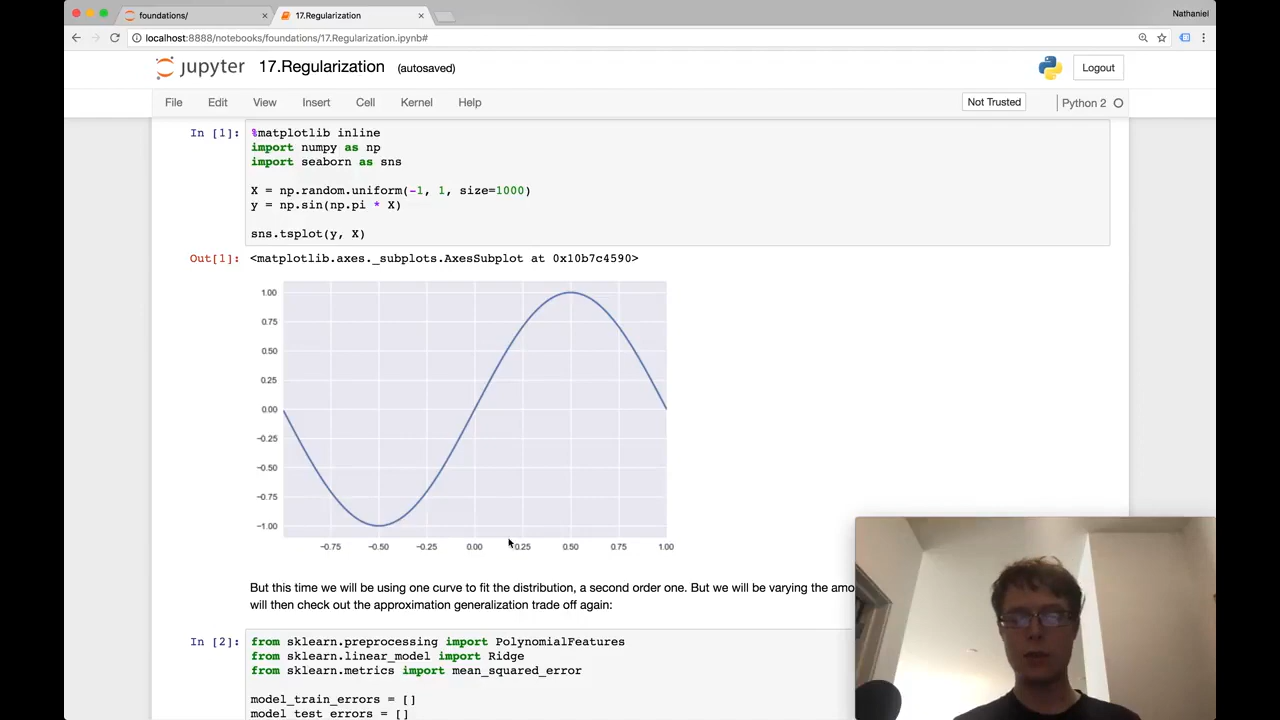 foundations/
17.Regularization
Nathaniel
localhost:8888/notebooks/foundations/17.Regularization.ipynb#
jupyter 17.Regularization (autosaved)
Logout
File Edit View Insert Cell Kernel Help
Not Trusted
Python 2
In [1]:
%matplotlib inline
import numpy as np
import seaborn as sns
X = np.random.uniform(-1, 1, size=1000)
y = np.sin(np.pi * X)
sns.tsplot(y, X)
Out[1]: <matplotlib.axes._subplots.AxesSubplot at 0x10b7c4590>
1.00
0.75
0.50
0.25
0.00
−0.25
−0.50
−0.75
−1.00
−0.75 −0.50 −0.25 0.00 0.25 0.50 0.75 1.00
But this time we will be using one curve to fit the distribution, a second order one. But we will be varying the amo
will then check out the approximation generalization trade off again:
In [2]:
from sklearn.preprocessing import PolynomialFeatures
from sklearn.linear_model import Ridge
from sklearn.metrics import mean_squared_error
model_train_errors = []
model_test_errors = []